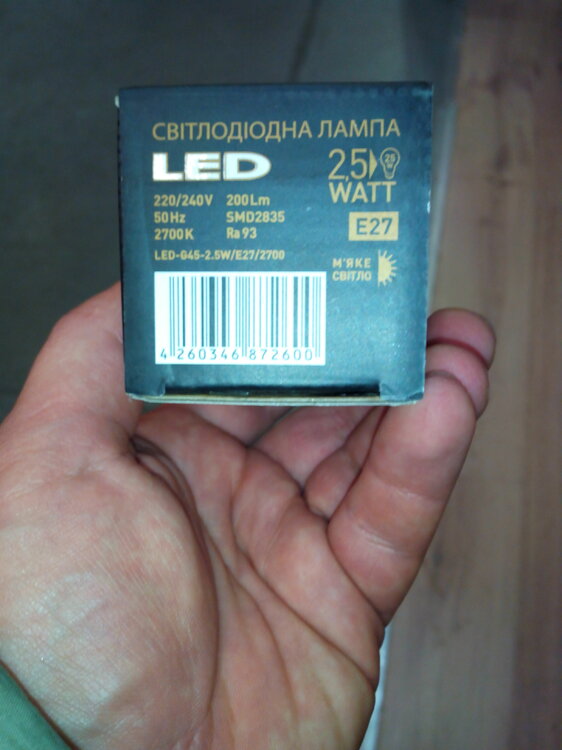 СВІТЛОДІОДНА ЛАМПА
LED
2,5 25 W
WATT
220/240V 200Lm
50Hz SMD2835
2700K Ra 93
E27
LED-G45-2.5W/E27/2700
М'ЯКЕ
СВІТЛО
4 260346 872600